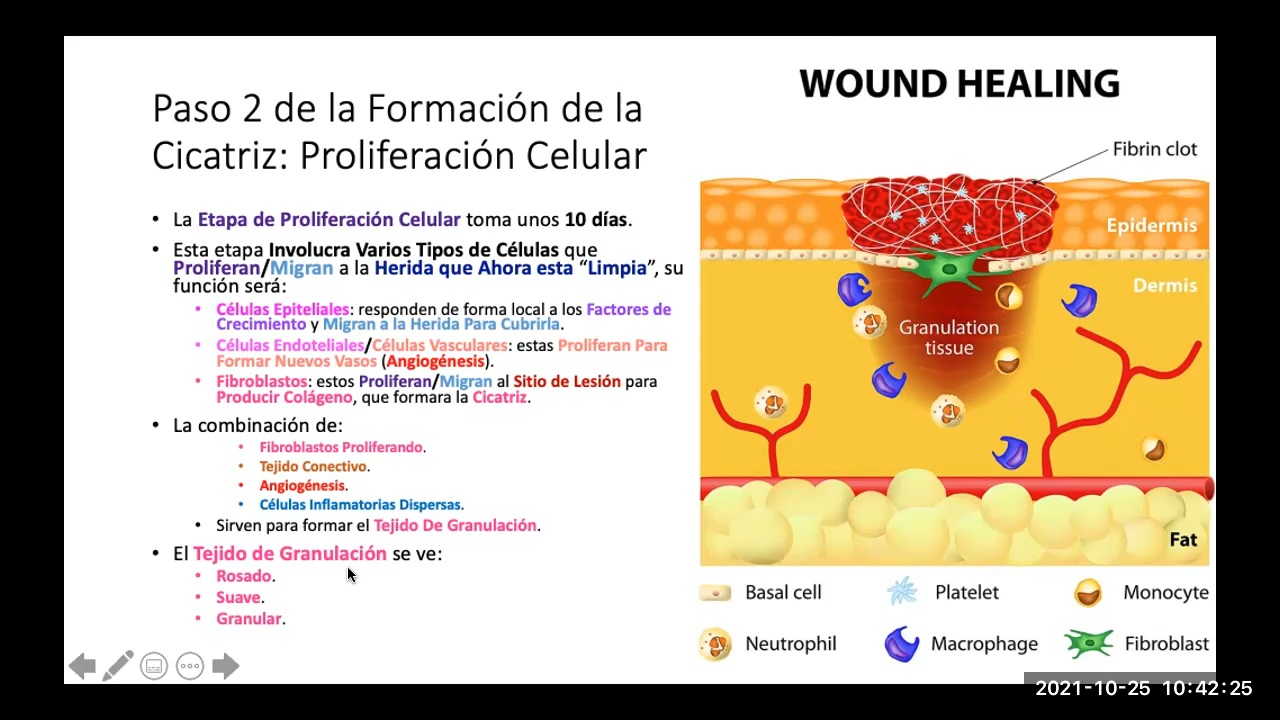 Paso 2 de la Formación de la
Cicatriz: Proliferación Celular
• La Etapa de Proliferación Celular toma unos 10 días.
• Esta etapa Involucra Varios Tipos de Células que
Proliferan/Migran a la Herida que Ahora esta “Limpia”, su
función será:
• Células Epiteliales: responden de forma local a los Factores de
Crecimiento y Migran a la Herida Para Cubrirla.
• Células Endoteliales/Células Vasculares: estas Proliferan Para
Formar Nuevos Vasos (Angiogénesis).
• Fibroblastos: estos Proliferan/Migran al Sitio de Lesión para
Producir Colágeno, que formara la Cicatriz.
• La combinación de:
• Fibroblastos Proliferando.
• Tejido Conectivo.
• Angiogénesis.
• Células Inflamatorias Dispersas.
• Sirven para formar el Tejido De Granulación.
• El Tejido de Granulación se ve:
• Rosado.
• Suave.
• Granular.
WOUND HEALING
Fibrin clot
Epidermis
Dermis
Granulation
tissue
Fat
Basal cell
Platelet
Monocyte
Neutrophil
Macrophage
Fibroblast
2021-10-25 10:42:25